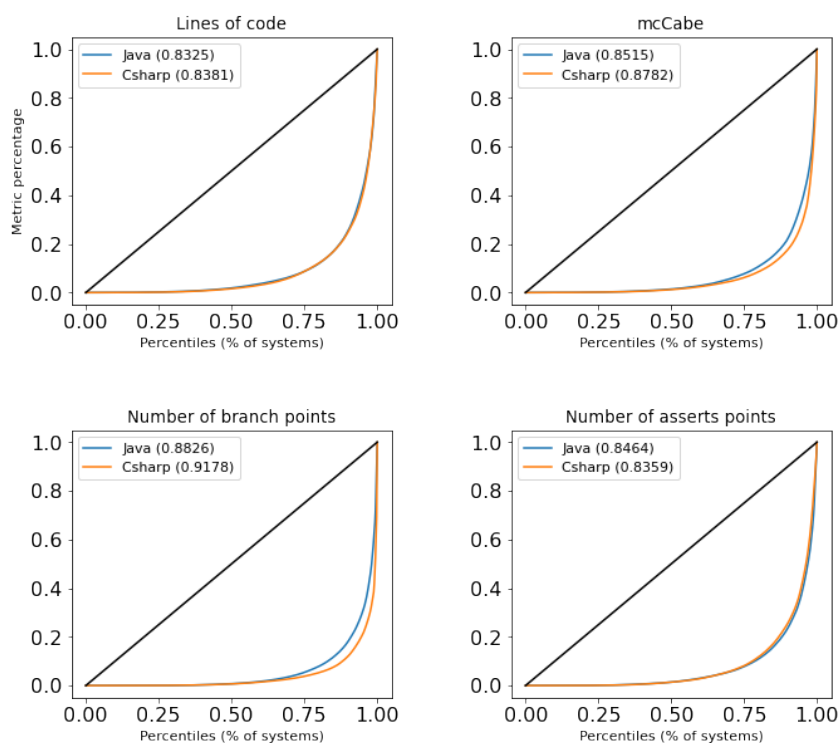 Lines of code
Java (0.8325)
Csharp (0.8381)
1.0
0.8
0.6
0.4
0.2
0.0
Metric percentage
0.00 0.25 0.50 0.75 1.00
Percentiles (% of systems)
mcCabe
Java (0.8515)
Csharp (0.8782)
1.0
0.8
0.6
0.4
0.2
0.0
0.00 0.25 0.50 0.75 1.00
Percentiles (% of systems)
Number of branch points
Java (0.8826)
Csharp (0.9178)
1.0
0.8
0.6
0.4
0.2
0.0
0.00 0.25 0.50 0.75 1.00
Percentiles (% of systems)
Number of asserts points
Java (0.8464)
Csharp (0.8359)
1.0
0.8
0.6
0.4
0.2
0.0
0.00 0.25 0.50 0.75 1.00
Percentiles (% of systems)